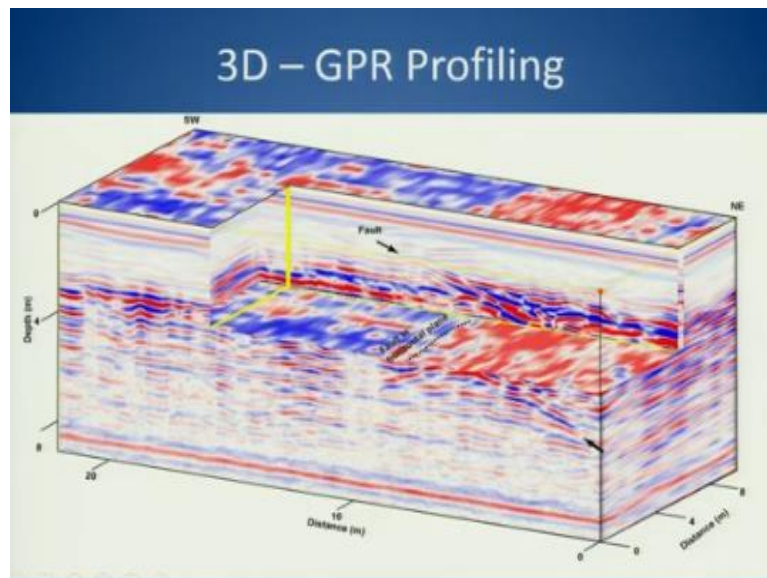 3D – GPR Profiling
SW
NE
0
Fault
4
Depth (m)
8
20
10
Distance (m)
0
0
4
8
Distance (m)